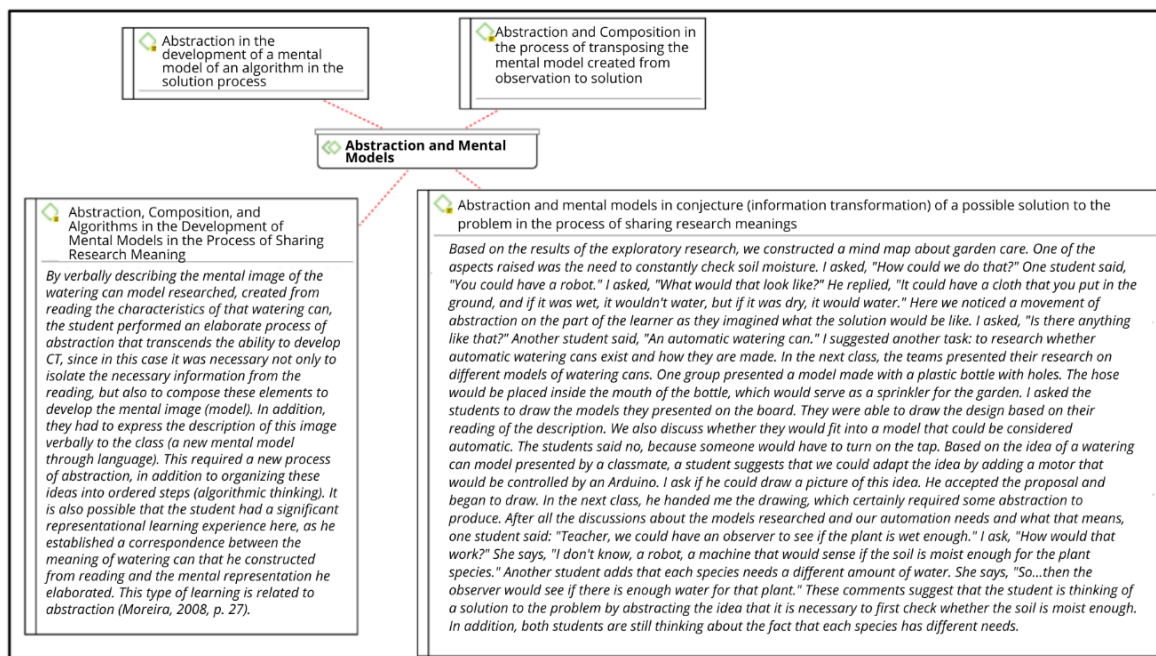 Abstraction in the
development of a mental
model of an algorithm in the
solution process
Abstraction and Composition in
the process of transposing the
mental model created from
observation to solution
Abstraction and Mental
Models
Abstraction, Composition, and
Algorithms in the Development of
Mental Models in the Process of Sharing
Research Meaning
By verbally describing the mental image of the
watering can model researched, created from
reading the characteristics of that watering can,
the student performed an elaborate process of
abstraction that transcends the ability to develop
CT, since in this case it was necessary not only to
isolate the necessary information from the
reading, but also to compose these elements to
develop the mental image (model). In addition,
they had to express the description of this image
verbally to the class (a new mental model
through language). This required a new process
of abstraction, in addition to organizing these
ideas into ordered steps (algorithmic thinking). It
is also possible that the student had a significant
representational learning experience here, as he
established a correspondence between the
meaning of watering can that he constructed
from reading and the mental representation he
elaborated. This type of learning is related to
abstraction (Moreira, 2008, p. 27).
Abstraction and mental models in conjecture (information transformation) of a possible solution to the
problem in the process of sharing research meanings
Based on the results of the exploratory research, we constructed a mind map about garden care. One of the
aspects raised was the need to constantly check soil moisture. I asked, "How could we do that?" One student said,
"You could have a robot." I asked, "What would that look like?" He replied, "It could have a cloth that you put in the
ground, and if it was wet, it wouldn't water, but if it was dry, it would water." Here we noticed a movement of
abstraction on the part of the learner as they imagined what the solution would be like. I asked, "Is there anything
like that?" Another student said, "An automatic watering can." I suggested another task: to research whether
automatic watering cans exist and how they are made. In the next class, the teams presented their research on
different models of watering cans. One group presented a model made with a plastic bottle with holes. The hose
would be placed inside the mouth of the bottle, which would serve as a sprinkler for the garden. I asked the
students to draw the models they presented on the board. They were able to draw the design based on their
reading of the description. We also discuss whether they would fit into a model that could be considered
automatic. The students said no, because someone would have to turn on the tap. Based on the idea of a watering
can model presented by a classmate, a student suggests that we could adapt the idea by adding a motor that
would be controlled by an Arduino. I ask if he could draw a picture of this idea. He accepted the proposal and
began to draw. In the next class, he handed me the drawing, which certainly required some abstraction to
produce. After all the discussions about the models researched and our automation needs and what that means,
one student said: "Teacher, we could have an observer to see if the plant is wet enough." I ask, "How would that
work?" She says, "I don't know, a robot, a machine that would sense if the soil is moist enough for the plant
species." Another student adds that each species needs a different amount of water. She says, "So...then the
observer would see if there is enough water for that plant." These comments suggest that the student is thinking of
a solution to the problem by abstracting the idea that it is necessary to first check whether the soil is moist enough.
In addition, both students are still thinking about the fact that each species has different needs.